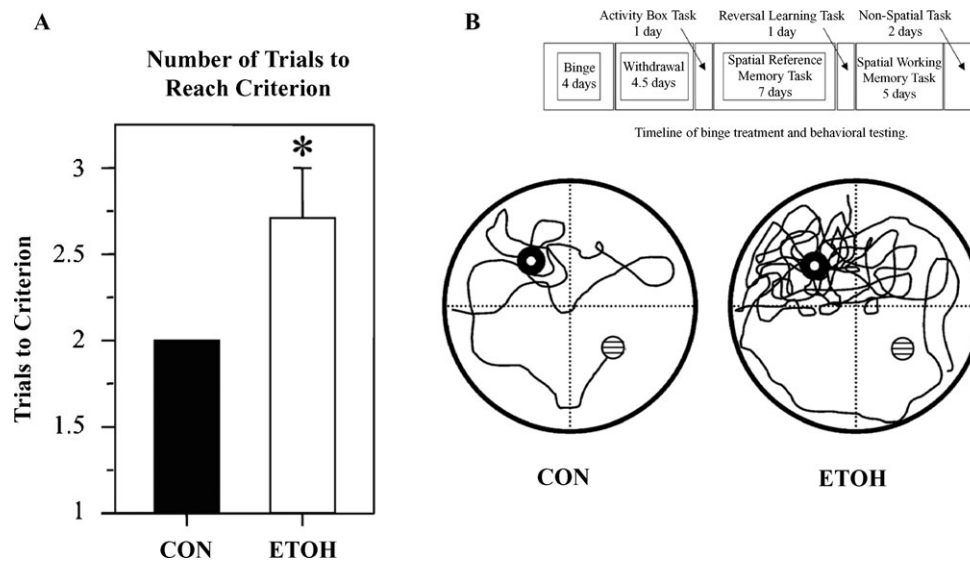 A
Number of Trials to
Reach Criterion
Trials to Criterion
3
2.5
2
1.5
1
CON
ETOH
*
B
Activity Box Task
1 day
Reversal Learning Task
1 day
Non-Spatial Task
2 days
Binge
4 days
Withdrawal
4.5 days
Spatial Reference
Memory Task
7 days
Spatial Working
Memory Task
5 days
Timeline of binge treatment and behavioral testing.
CON
ETOH